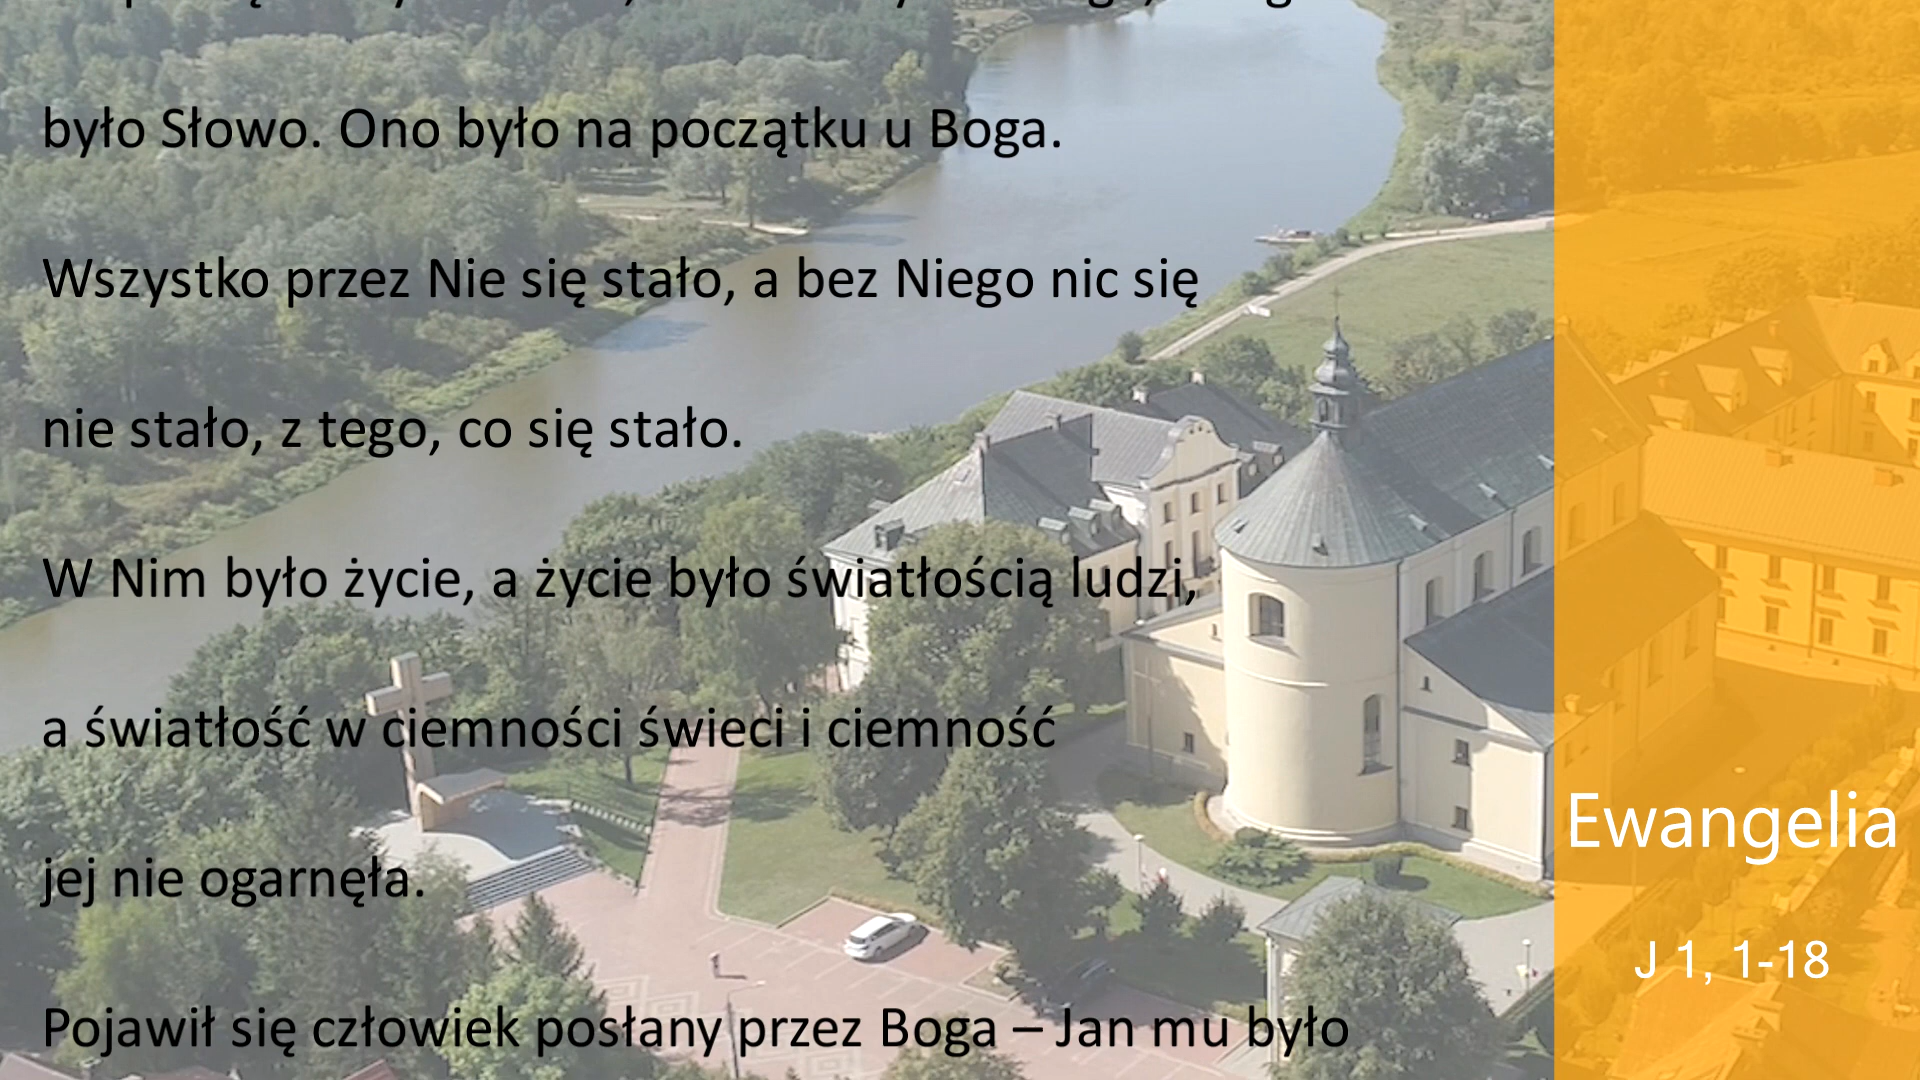 było Słowo. Ono było na początku u Boga.
Wszystko przez Nie się stało, a bez Niego nic się
nie stało, z tego, co się stało.
W Nim było życie, a życie było światłością ludzi,
a światłość w ciemności świeci i ciemność
jej nie ogarnęła.
Pojawił się człowiek posłany przez Boga – Jan mu było
Ewangelia
J 1, 1-18